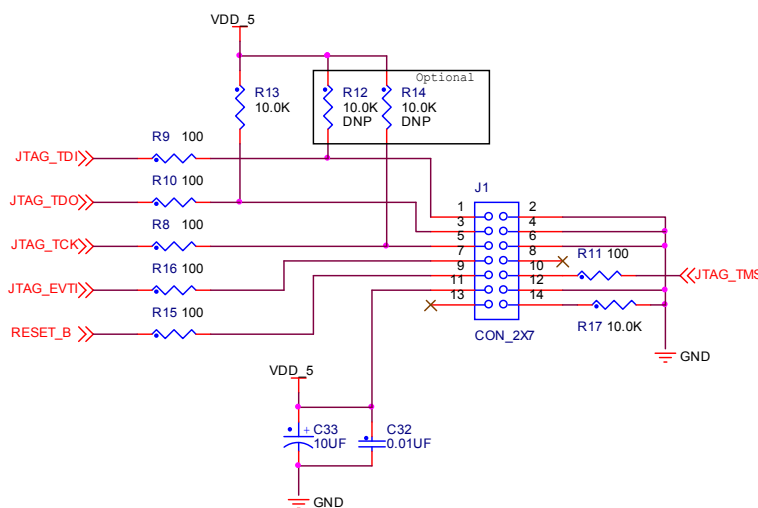 VDD_5
Optional
R13
10.0K
R12
10.0K
DNP
R14
10.0K
DNP
R9 100
JTAG_TDI
R10 100
JTAG_TDO
R8 100
JTAG_TCK
R16 100
JTAG_EVTI
R15 100
RESET_B
J1
1 2
3 4
5 6
7 8
9 10
11 12
13 14
CON_2X7
R11 100
JTAG_TMS
R17 10.0K
GND
VDD_5
+ C33
10UF
C32
0.01UF
GND